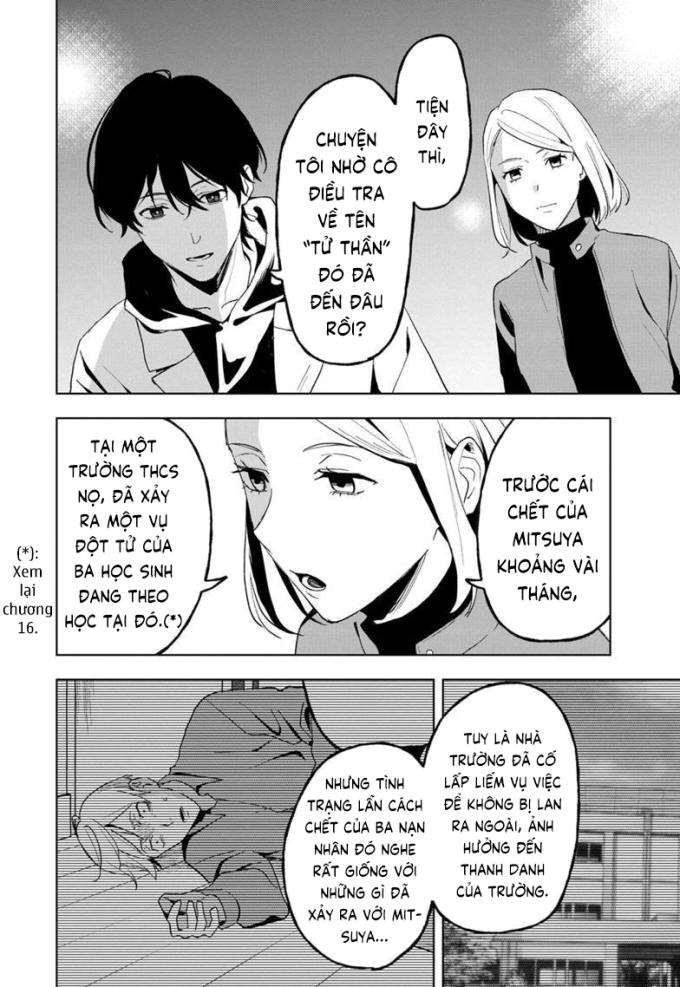 TIỆN
ĐÂY
THÌ,
CHUYỆN
TÔI NHỜ CÔ
ĐIỀU TRA
VỀ TÊN
“TỬ THẦN”
ĐÓ ĐÃ
ĐẾN ĐÂU
RỒI?
TRƯỚC CÁI
CHẾT CỦA
MITSUYA
KHOẢNG VÀI
THÁNG,
TẠI MỘT
TRƯỜNG THCS
NỌ, ĐÃ XẢY
RA MỘT VỤ
ĐỘT TỬ CỦA
BA HỌC SINH
ĐANG THEO
HỌC TẠI ĐÓ.(*)
(*):
Xem
lại
chương
16.
TUY LÀ NHÀ
TRƯỜNG ĐÃ CỐ
LẤP LIẾM VỤ VIỆC
ĐỂ KHÔNG BỊ LAN
RA NGOÀI, ẢNH
HƯỞNG ĐẾN
THANH DANH
CỦA TRƯỜNG.
NHƯNG TÌNH
TRẠNG LẪN CÁCH
CHẾT CỦA BA NẠN
NHÂN ĐÓ NGHE
RẤT GIỐNG VỚI
NHỮNG GÌ ĐÃ
XẢY RA VỚI MIT-
SUYA...